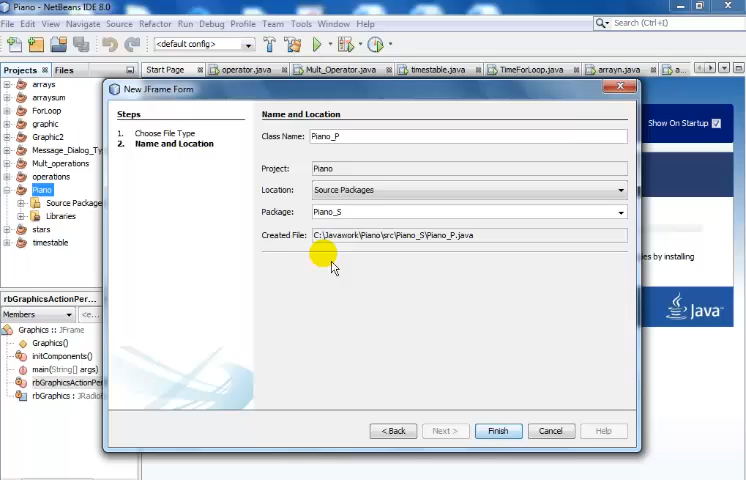 Piano - NetBeans IDE 8.0
File Edit View Navigate Source Refactor Run Debug Profile Team Tools Window Help
Search (Ctrl+I)
<default config>
Projects Files
Start Page operator.java Mult_Operator.java timestable.java TimeForLoop.java arrayn.java a...
arrays
arraysum
ForLoop
graphic
Graphic2
Message_Dialog_Ty
Mult_operations
operations
Piano
Source Package
Libraries
stars
timestable
rbGraphicsActionPer...
Members <e...
Graphics :: JFrame
Graphics()
initComponents()
main(String[] args)
rbGraphicsActionPer
rbGraphics : JRadio
New JFrame Form
Steps
1. Choose File Type
2. Name and Location
Name and Location
Class Name: Piano_P
Project: Piano
Location: Source Packages
Package: Piano_S
Created File: C:\Javawork\Piano\src\Piano_S\Piano_P.java
< Back Next > Finish Cancel Help
Show On Startup
es by installing
Java